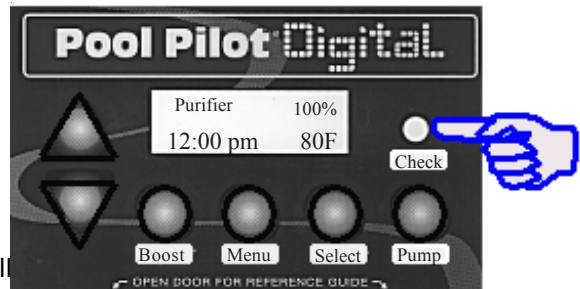 Pool Pilot Digital
Purifier 100%
12:00 pm 80F
Check
Boost Menu Select Pump
OPEN DOOR FOR REFERENCE GUIDE